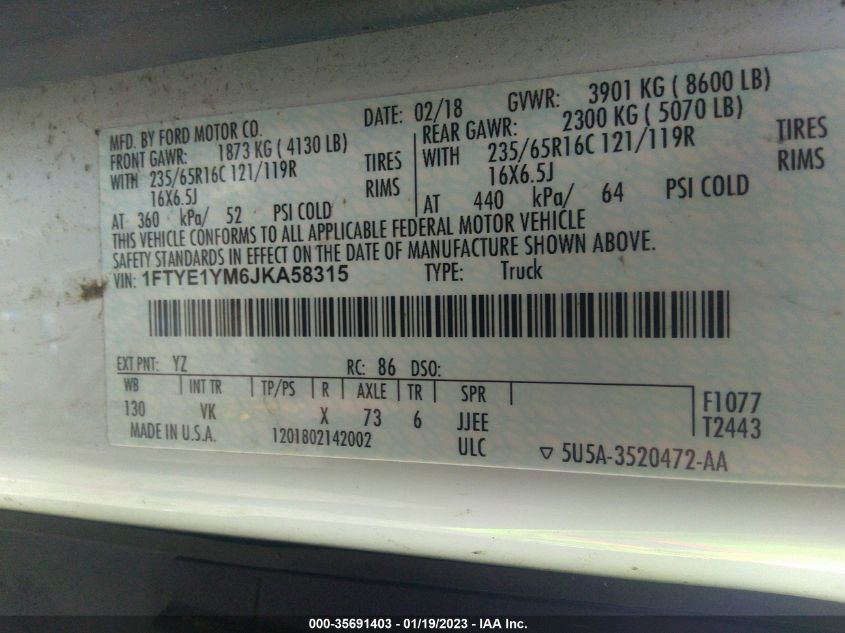 MFD. BY FORD MOTOR CO. DATE: 02/18 GVWR: 3901 KG ( 8600 LB)
FRONT GAWR: 1873 KG ( 4130 LB) REAR GAWR: 2300 KG ( 5070 LB)
WITH 235/65R16C 121/119R TIRES WITH 235/65R16C 121/119R TIRES
16X6.5J RIMS 16X6.5J RIMS
AT 360 kPa/ 52 PSI COLD AT 440 kPa/ 64 PSI COLD
THIS VEHICLE CONFORMS TO ALL APPLICABLE FEDERAL MOTOR VEHICLE
SAFETY STANDARDS IN EFFECT ON THE DATE OF MANUFACTURE SHOWN ABOVE.
VIN: 1FTYE1YM6JKA58315 TYPE: Truck
EXT PNT: YZ RC: 86 DSO:
WB INT TR TP/PS R AXLE TR SPR
130 VK X 73 6 JJEE F1077
MADE IN U.S.A. 1201802142002 ULC T2443
▽ 5U5A-3520472-AA
000-35691403 - 01/19/2023 - IAA Inc.